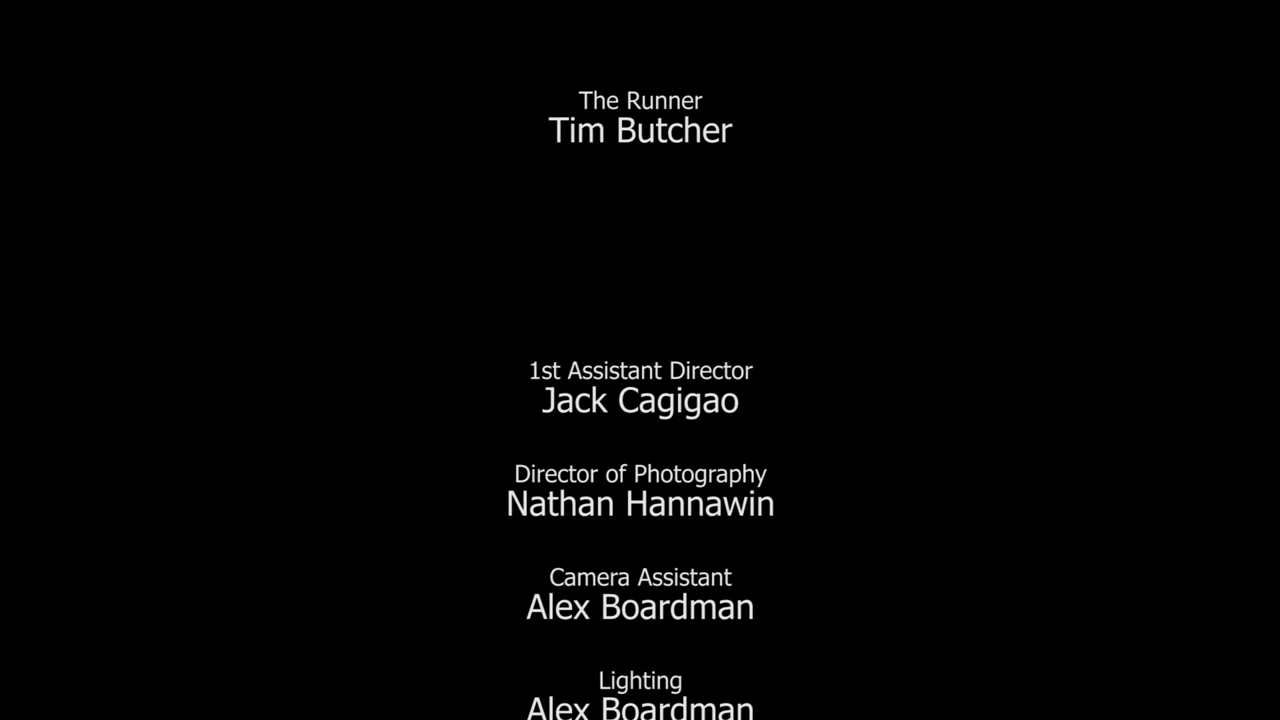 The Runner
Tim Butcher
1st Assistant Director
Jack Cagigao
Director of Photography
Nathan Hannawin
Camera Assistant
Alex Boardman
Lighting
Alex Boardman